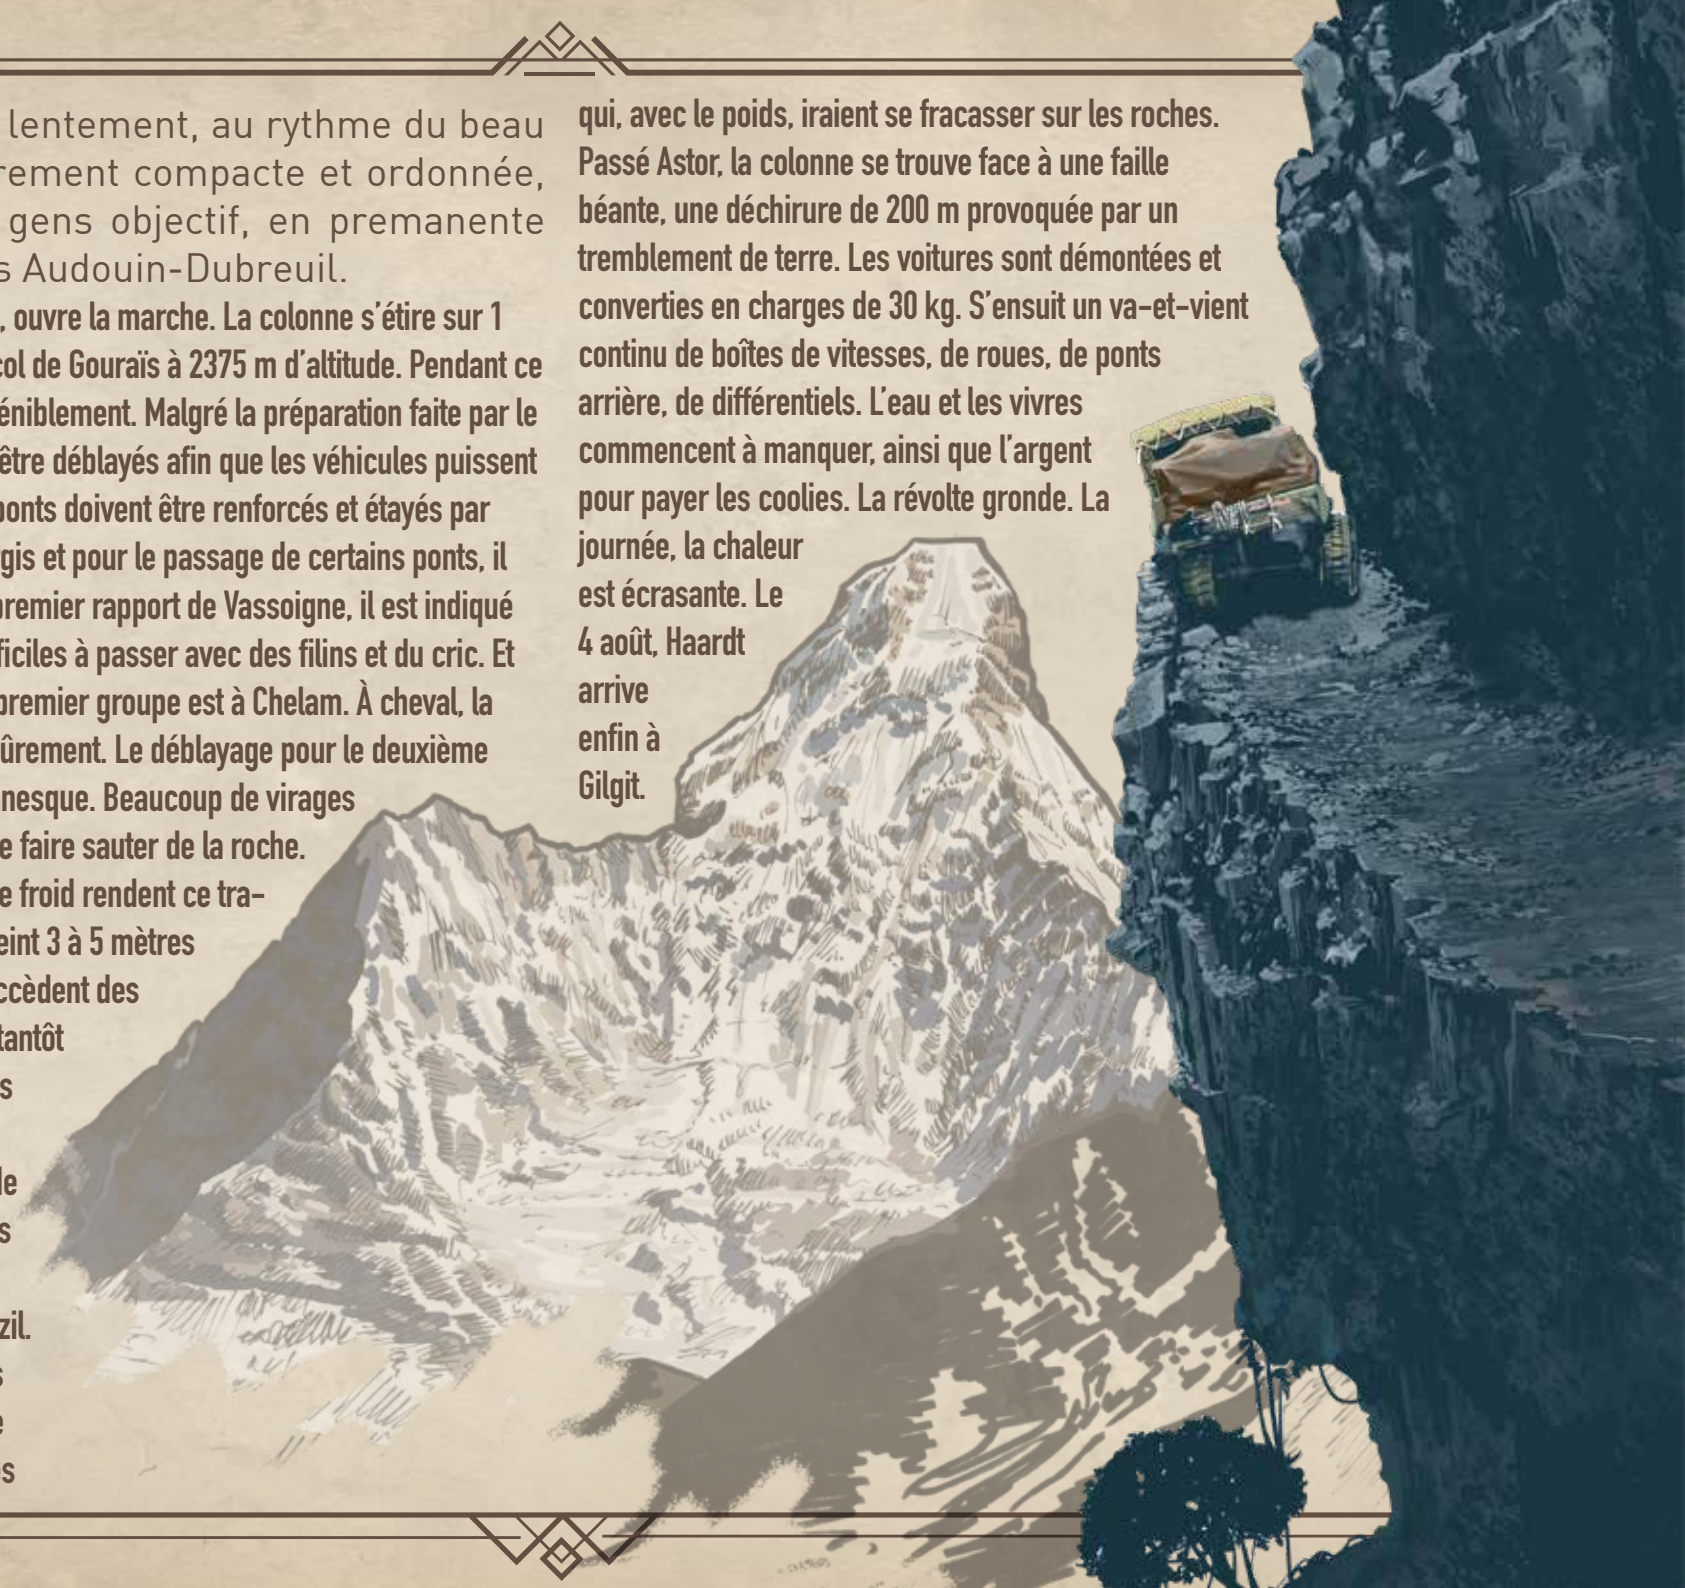 lentement, au rythme du beau
rement compacte et ordonnée,
gens objectif, en premanente
s Audouin-Dubreuil.
, ouvre la marche. La colonne s’étire sur 1
col de Gouraïs à 2375 m d’altitude. Pendant ce
éniblement. Malgré la préparation faite par le
être déblayés afin que les véhicules puissent
ponts doivent être renforcés et étayés par
gis et pour le passage de certains ponts, il
premier rapport de Vassoigne, il est indiqué
ficiles à passer avec des filins et du cric. Et
premier groupe est à Chelam. À cheval, la
ûrement. Le déblayage pour le deuxième
nesque. Beaucoup de virages
e faire sauter de la roche.
e froid rendent ce tra-
eint 3 à 5 mètres
ccèdent des
tantôt
s
le
s
zil.
s
e
es
qui, avec le poids, iraient se fracasser sur les roches.
Passé Astor, la colonne se trouve face à une faille
béante, une déchirure de 200 m provoquée par un
tremblement de terre. Les voitures sont démontées et
converties en charges de 30 kg. S’ensuit un va-et-vient
continu de boîtes de vitesses, de roues, de ponts
arrière, de différentiels. L’eau et les vivres
commencent à manquer, ainsi que l’argent
pour payer les coolies. La révolte gronde. La
journée, la chaleur
est écrasante. Le
4 août, Haardt
arrive
enfin à
Gilgit.